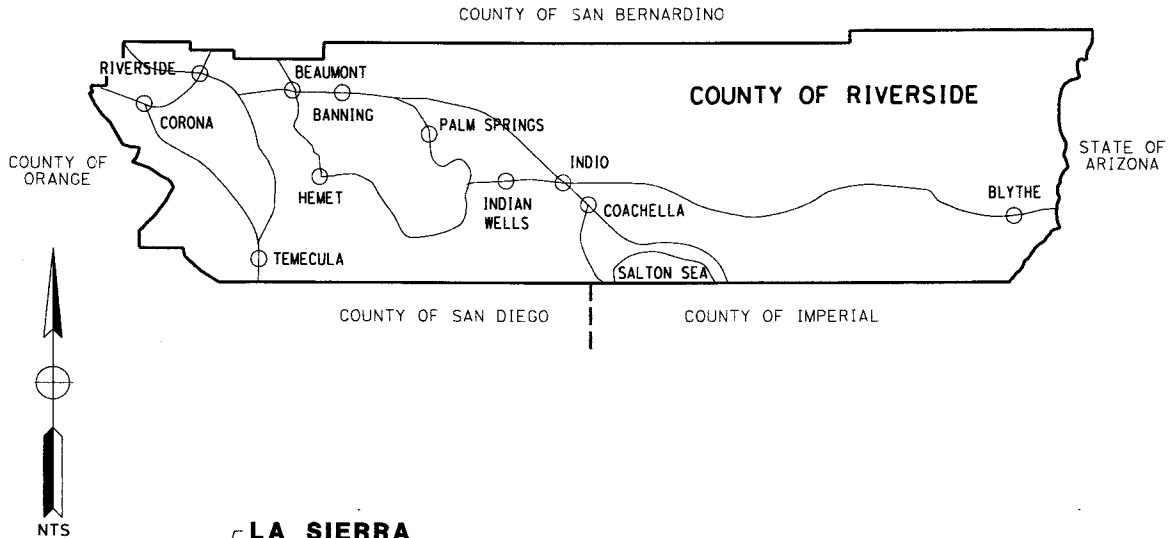 COUNTY OF SAN BERNARDINO
RIVERSIDE
BEAUMONT
COUNTY OF RIVERSIDE
CORONA
BANNING
PALM SPRINGS
STATE OF
ARIZONA
COUNTY OF
ORANGE
INDIO
HEMET
INDIAN
WELLS
BLYTHE
COACHELLA
TEMECULA
SALTON SEA
COUNTY OF SAN DIEGO
COUNTY OF IMPERIAL
NTS
LA SIERRA